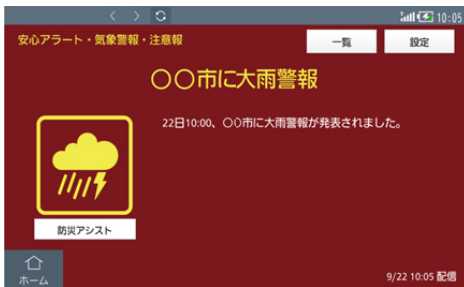 10:05
安心アラート・気象警報・注意報
一覧
設定
〇〇市に大雨警報
22日10:00、〇〇市に大雨警報が発表されました。
防災アシスト
ホーム
9/22 10:05 配信